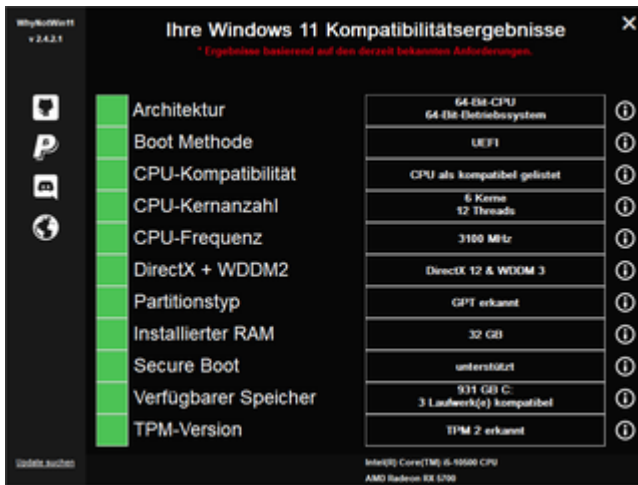 WhyNotWin11
v 2.4.2.1
Ihre Windows 11 Kompatibilitätsergebnisse
* Ergebnisse basierend auf den derzeit bekannten Anforderungen.
Architektur
64-Bit-CPU
64-Bit-Betriebssystem
Boot Methode
UEFI
CPU-Kompatibilität
CPU als kompatibel gelistet
CPU-Kernanzahl
6 Kerne
12 Threads
CPU-Frequenz
3100 MHz
DirectX + WDDM2
DirectX 12 & WDDM 3
Partitionstyp
GPT erkannt
Installierter RAM
32 GB
Secure Boot
unterstützt
Verfügbarer Speicher
931 GB C:
3 Laufwerk(e) kompatibel
TPM-Version
TPM 2 erkannt
Update suchen
Intel(R) Core(TM) i5-10500 CPU
AMD Radeon RX 5700